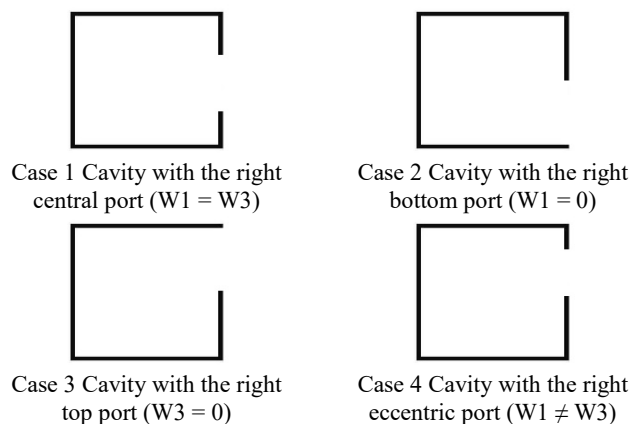 Case 1 Cavity with the right
central port (W1 = W3)
Case 2 Cavity with the right
bottom port (W1 = 0)
Case 3 Cavity with the right
top port (W3 = 0)
Case 4 Cavity with the right
eccentric port (W1 ≠ W3)